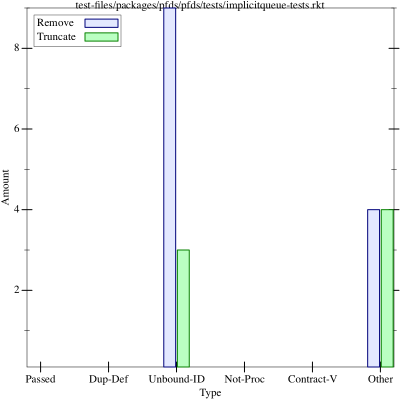 test-files/packages/pfds/pfds/tests/implicitqueue-tests.rkt
Remove
Truncate
8
6
4
2
Amount
Passed Dup-Def Unbound-ID Not-Proc Contract-V Other
Type